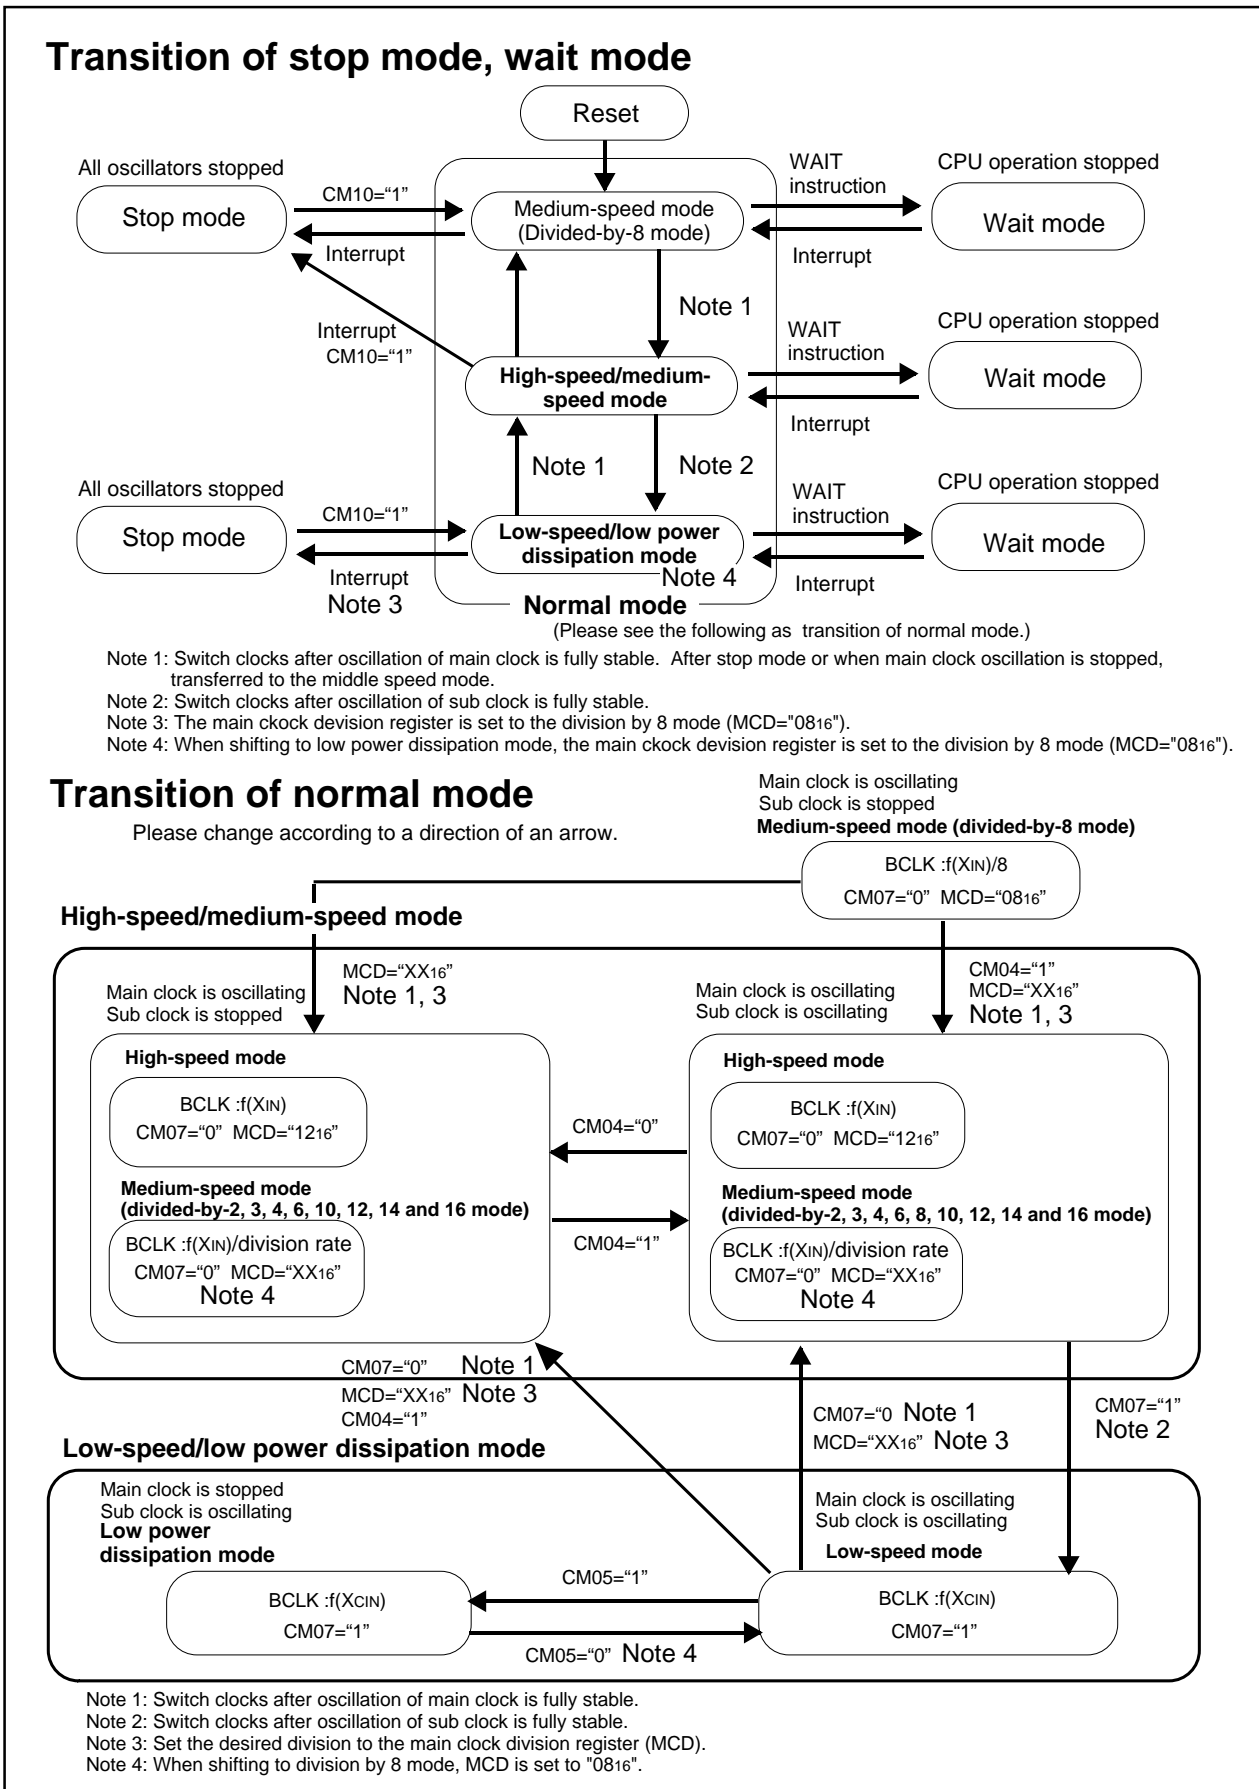 Transition of stop mode, wait mode
Reset
All oscillators stopped
Stop mode
CM10=“1”
Interrupt
Medium-speed mode
(Divided-by-8 mode)
WAIT
instruction
Interrupt
CPU operation stopped
Wait mode
Interrupt
CM10=“1”
Note 1
High-speed/medium-
speed mode
WAIT
instruction
Interrupt
CPU operation stopped
Wait mode
Note 1
Note 2
All oscillators stopped
Stop mode
CM10=“1”
Interrupt
Note 3
Low-speed/low power
dissipation mode
Note 4
WAIT
instruction
Interrupt
CPU operation stopped
Wait mode
Normal mode
(Please see the following as transition of normal mode.)
Note 1: Switch clocks after oscillation of main clock is fully stable. After stop mode or when main clock oscillation is stopped,
transferred to the middle speed mode.
Note 2: Switch clocks after oscillation of sub clock is fully stable.
Note 3: The main ckock devision register is set to the division by 8 mode (MCD="0816").
Note 4: When shifting to low power dissipation mode, the main ckock devision register is set to the division by 8 mode (MCD="0816").
Transition of normal mode
Please change according to a direction of an arrow.
Main clock is oscillating
Sub clock is stopped
Medium-speed mode (divided-by-8 mode)
BCLK :f(XIN)/8
CM07=“0” MCD=“0816”
High-speed/medium-speed mode
MCD=“XX16”
Note 1, 3
CM04=“1”
MCD=“XX16”
Note 1, 3
Main clock is oscillating
Sub clock is stopped
High-speed mode
BCLK :f(XIN)
CM07=“0” MCD=“1216”
Medium-speed mode
(divided-by-2, 3, 4, 6, 10, 12, 14 and 16 mode)
BCLK :f(XIN)/division rate
CM07=“0” MCD=“XX16”
Note 4
CM04=“0”
CM04=“1”
Main clock is oscillating
Sub clock is oscillating
High-speed mode
BCLK :f(XIN)
CM07=“0” MCD=“1216”
Medium-speed mode
(divided-by-2, 3, 4, 6, 8, 10, 12, 14 and 16 mode)
BCLK :f(XIN)/division rate
CM07=“0” MCD=“XX16”
Note 4
CM07=“0” Note 1
MCD=“XX16” Note 3
CM04=“1”
CM07=“0 Note 1
MCD=“XX16” Note 3
CM07=“1”
Note 2
Low-speed/low power dissipation mode
Main clock is stopped
Sub clock is oscillating
Low power
dissipation mode
BCLK :f(XCIN)
CM07=“1”
CM05=“1”
CM05=“0” Note 4
Main clock is oscillating
Sub clock is oscillating
Low-speed mode
BCLK :f(XCIN)
CM07=“1”
Note 1: Switch clocks after oscillation of main clock is fully stable.
Note 2: Switch clocks after oscillation of sub clock is fully stable.
Note 3: Set the desired division to the main clock division register (MCD).
Note 4: When shifting to division by 8 mode, MCD is set to "0816".